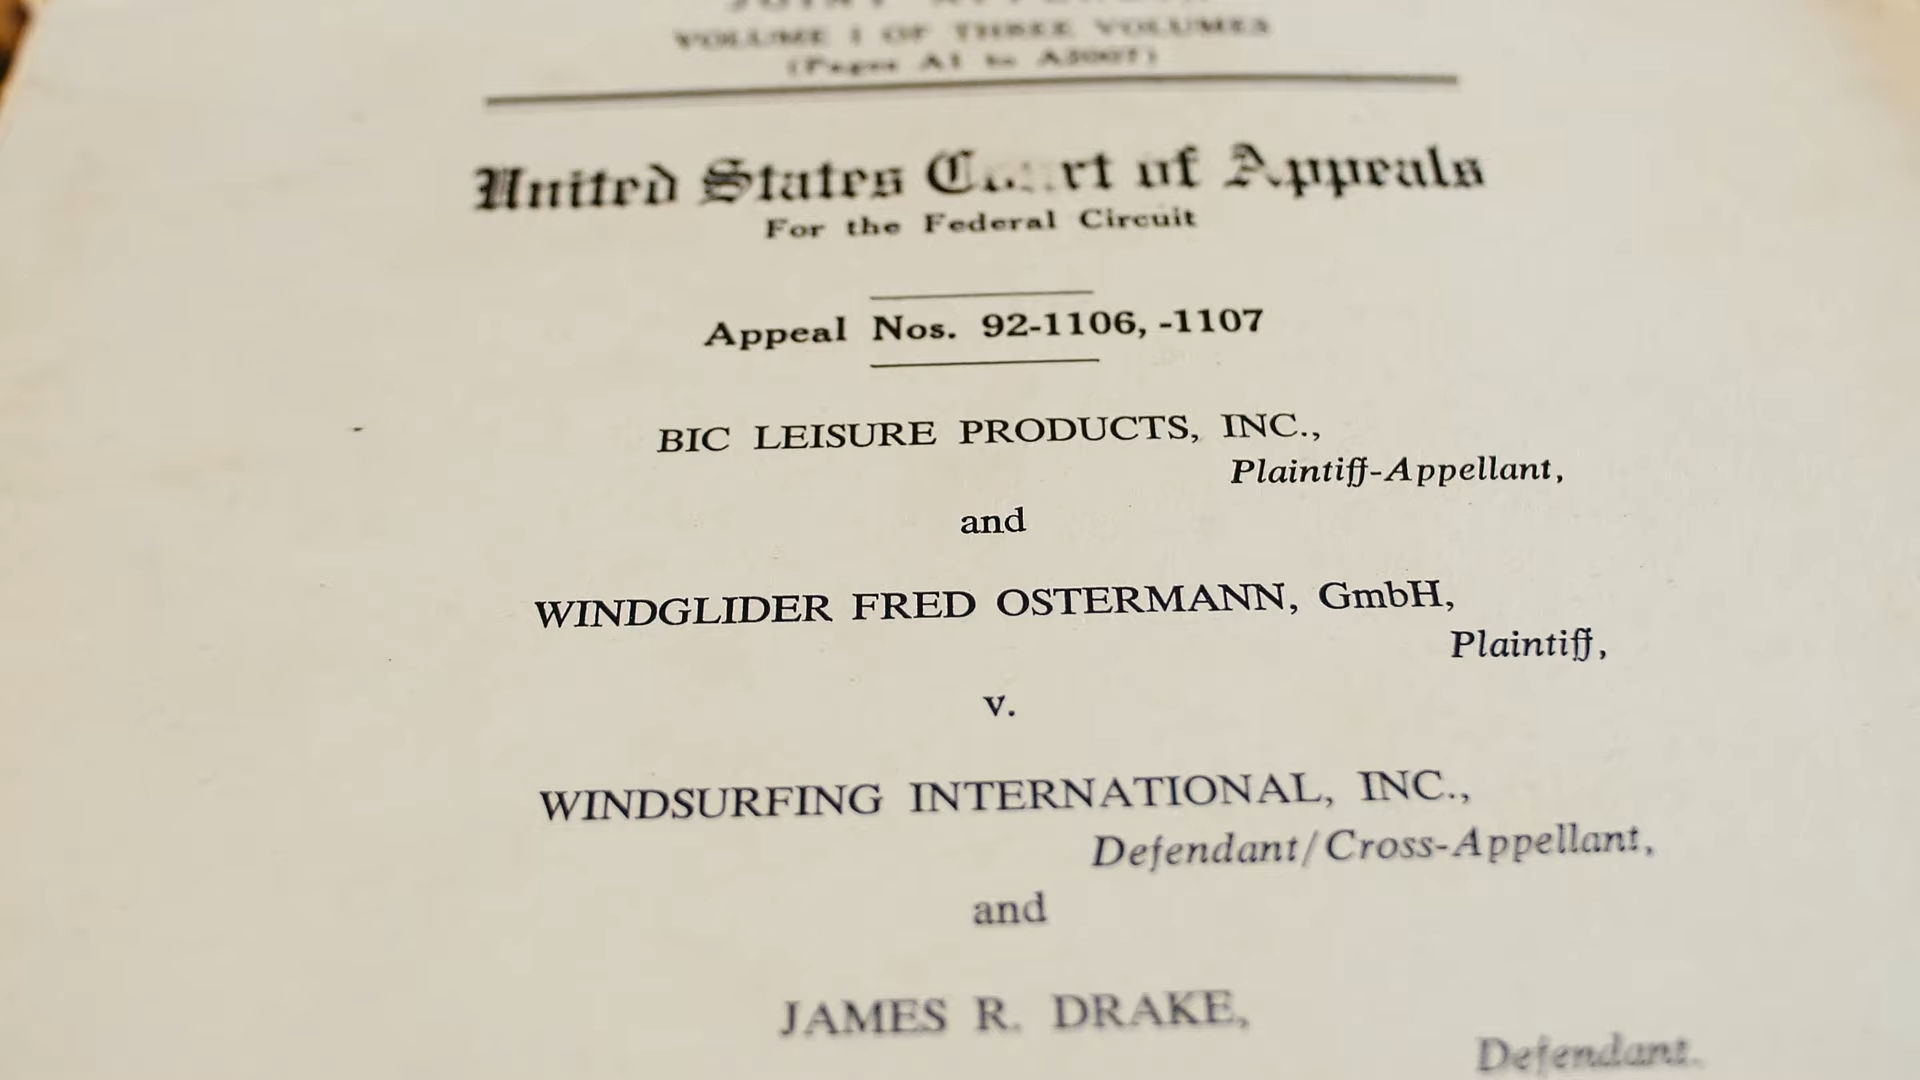 VOLUME I OF THREE VOLUMES
(Pages A1 to A3007)
United States Court of Appeals
For the Federal Circuit
Appeal Nos. 92-1106, -1107
BIC LEISURE PRODUCTS, INC.,
Plaintiff-Appellant,
and
WINDGLIDER FRED OSTERMANN, GmbH,
Plaintiff,
v.
WINDSURFING INTERNATIONAL, INC.,
Defendant/Cross-Appellant,
and
JAMES R. DRAKE,
Defendant.